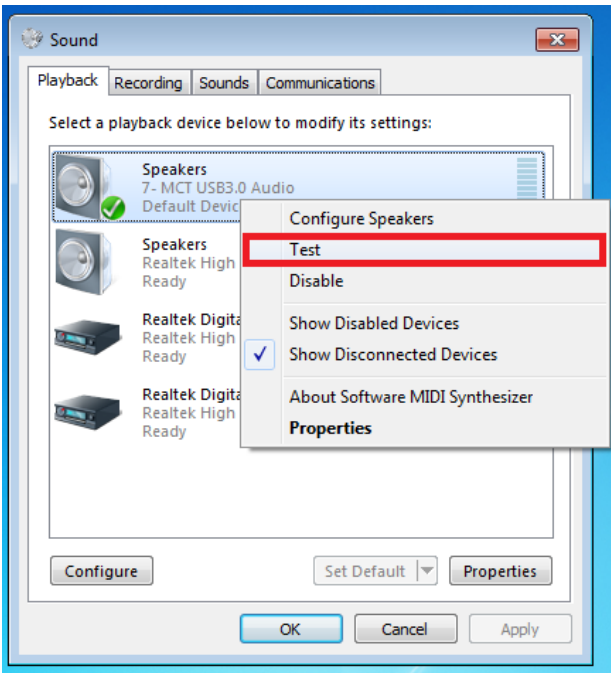 Sound
Playback Recording Sounds Communications
Select a playback device below to modify its settings:
Speakers
7- MCT USB3.0 Audio
Default Devic
Speakers
Realtek High
Ready
Realtek Digita
Realtek High
Ready
Realtek Digita
Realtek High
Ready
Configure Speakers
Test
Disable
Show Disabled Devices
Show Disconnected Devices
About Software MIDI Synthesizer
Properties
Configure Set Default Properties
OK Cancel Apply